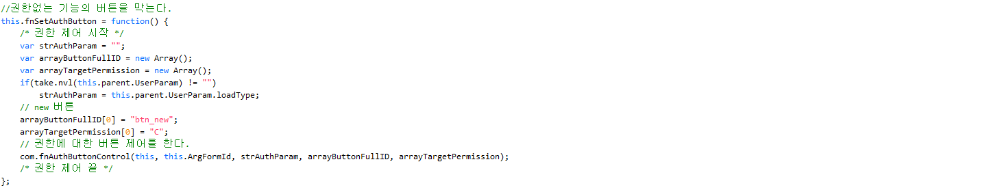 //권한없는 기능의 버튼을 막는다.
this.fnSetAuthButton = function() {
    /* 권한 제어 시작 */
    var strAuthParam = "";
    var arrayButtonFullID = new Array();
    var arrayTargetPermission = new Array();
    if(take.nvl(this.parent.UserParam) != "")
        strAuthParam = this.parent.UserParam.loadType;
    // new 버튼
    arrayButtonFullID[0] = "btn_new";
    arrayTargetPermission[0] = "C";
    // 권한에 대한 버튼 제어를 한다.
    com.fnAuthButtonControl(this, this.ArgFormId, strAuthParam, arrayButtonFullID, arrayTargetPermission);
    /* 권한 제어 끝 */
};